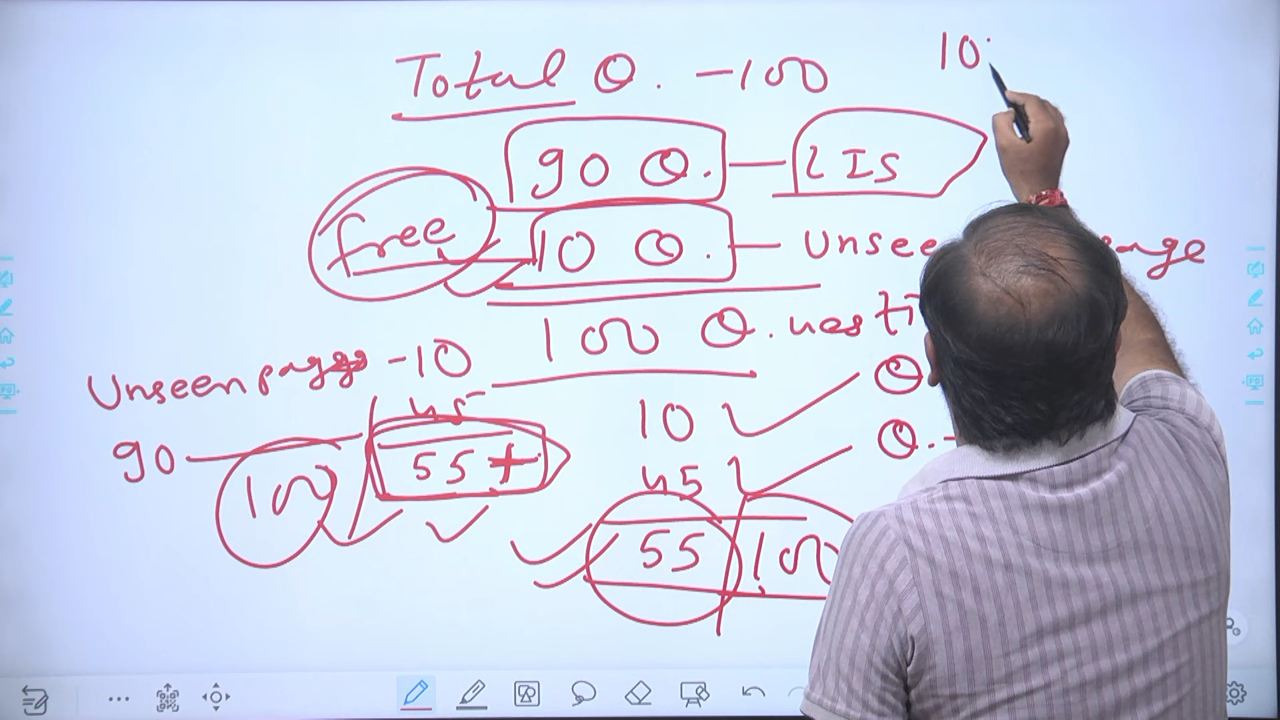 Total Q. -100
10
90 Q. - LIS
free 10 Q. - Unsee
100 Q.
Unseen - 10
10
Q
45
90 55+
Q.
45
100
55 100